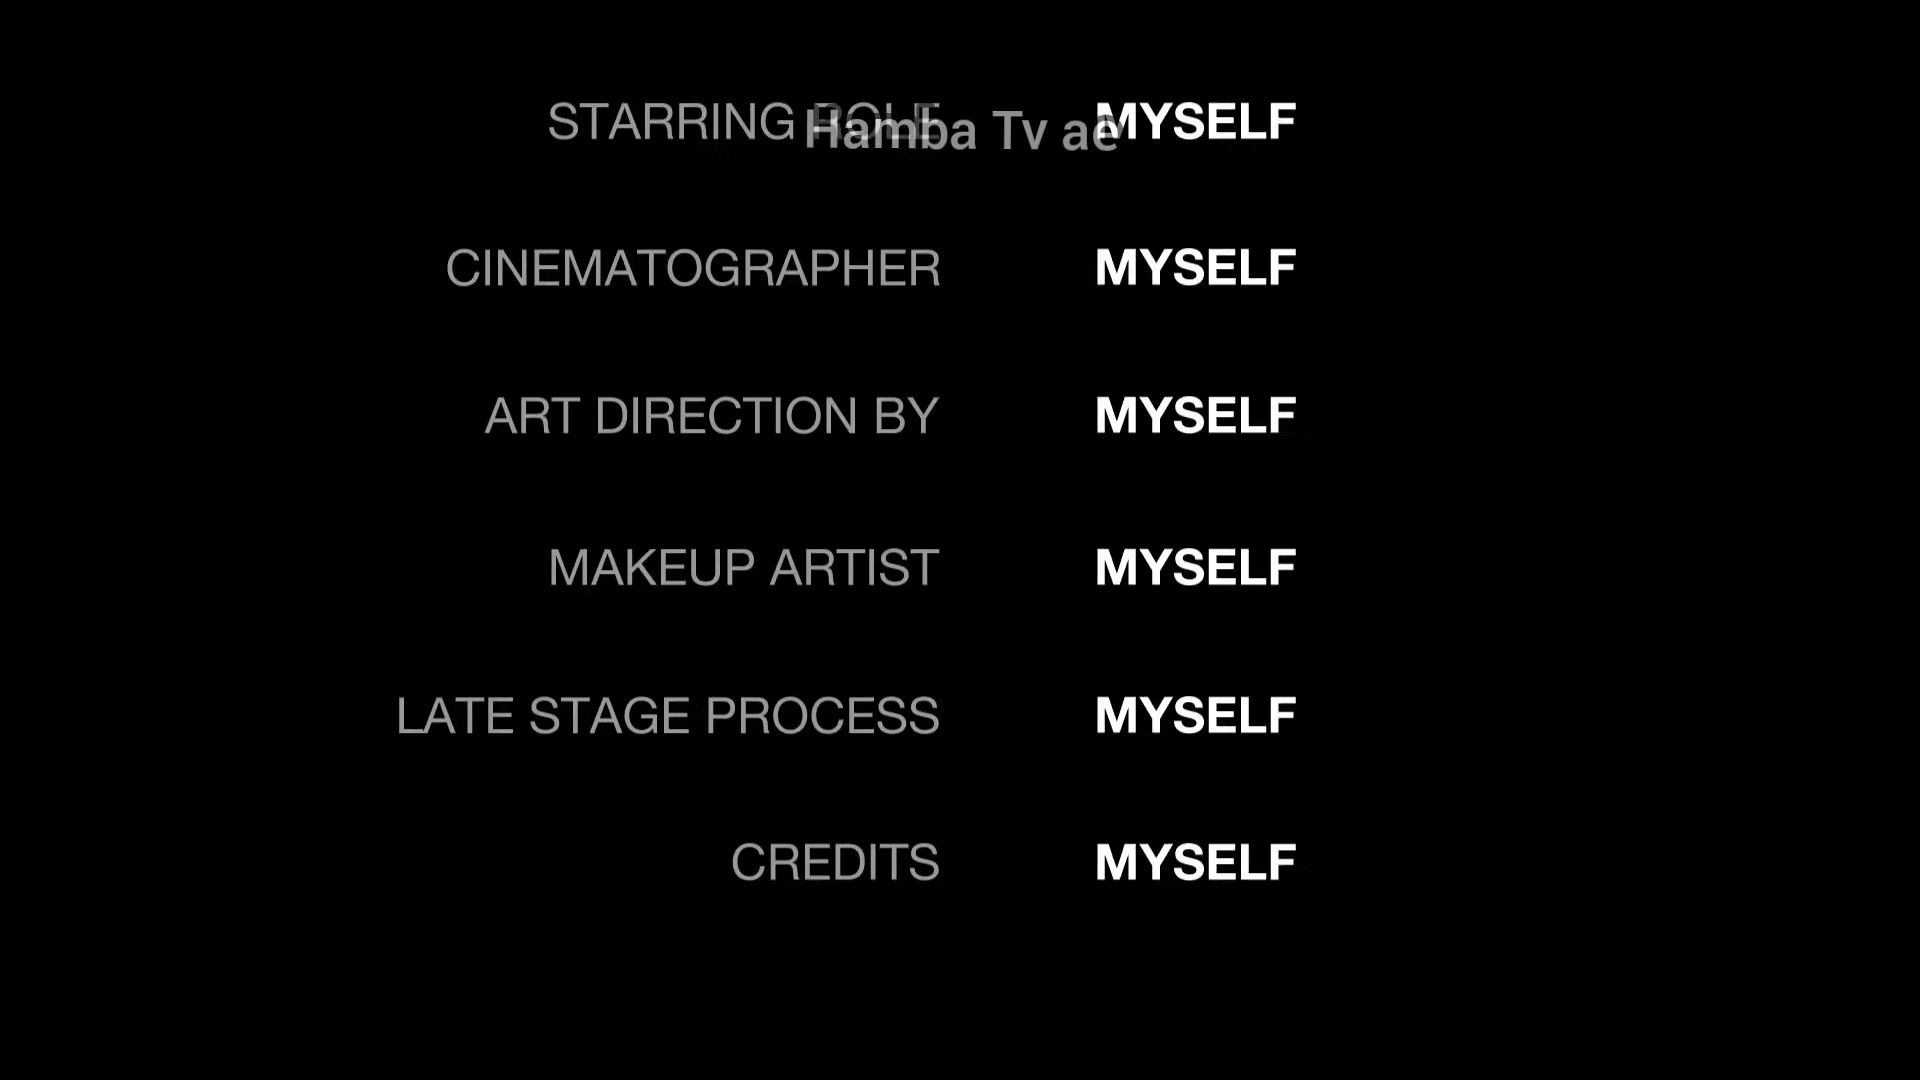 STARRING ROLE MYSELF
Hamba Tv ae
CINEMATOGRAPHER MYSELF
ART DIRECTION BY MYSELF
MAKEUP ARTIST MYSELF
LATE STAGE PROCESS MYSELF
CREDITS MYSELF